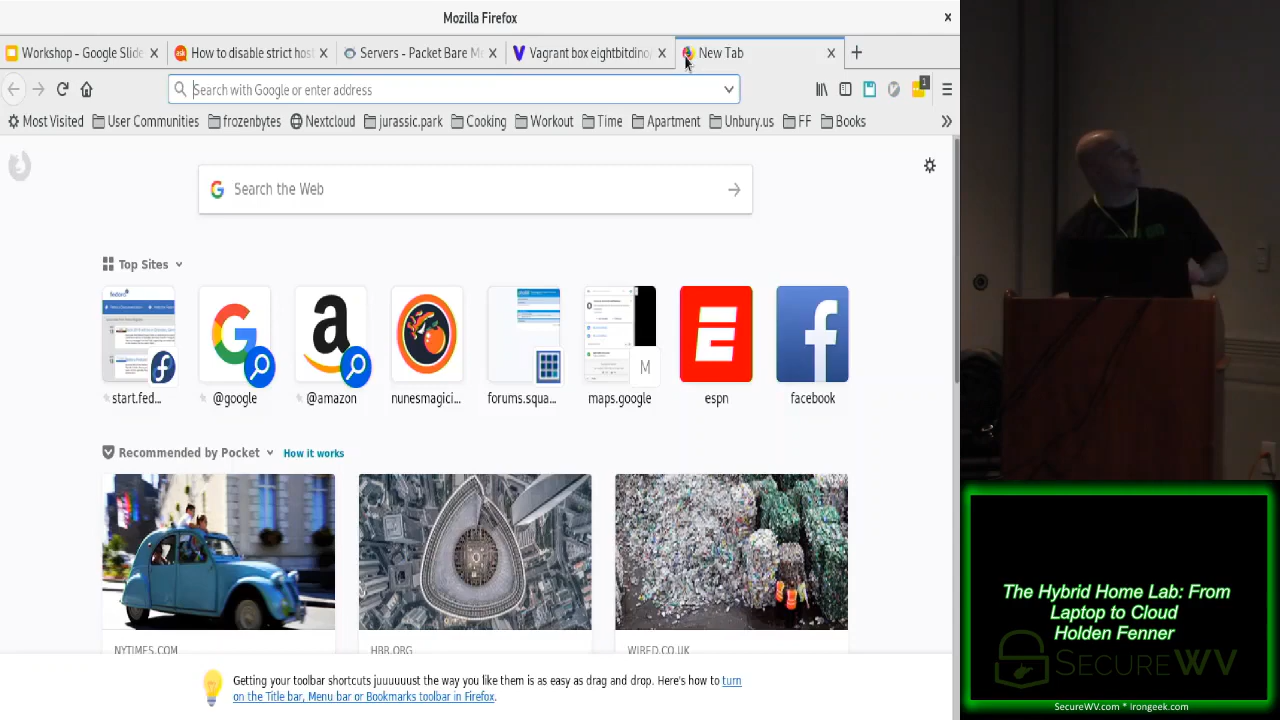 Mozilla Firefox
Workshop - Google Slide
How to disable strict host
Servers - Packet Bare M
Vagrant box eightbitdino
New Tab
Search with Google or enter address
1
Most Visited
User Communities
frozenbytes
Nextcloud
jurassic.park
Cooking
Workout
Time
Apartment
Unbury.us
FF
Books
Search the Web
Top Sites
M
start.fed...
@google
@amazon
nunesmagici...
forums.squa...
maps.google
espn
facebook
Recommended by Pocket
How it works
NYTIMES.COM
HBR.ORG
WIRED.CO.UK
Getting your browser's tools just the way you like them is as easy as drag and drop. Here's how to turn
on the Title bar, Menu bar or Bookmarks toolbar in Firefox.
The Hybrid Home Lab: From
Laptop to Cloud
Holden Fenner
SECUREWV
SecureWV.com * Irongeek.com